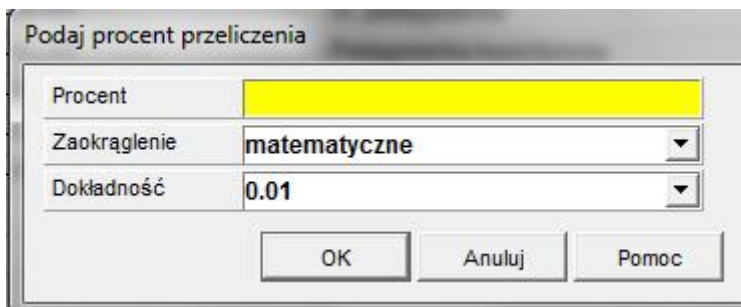 Podaj procent przeliczenia
Procent
Zaokrąglenie matematyczne
Dokładność 0.01
OK Anuluj Pomoc